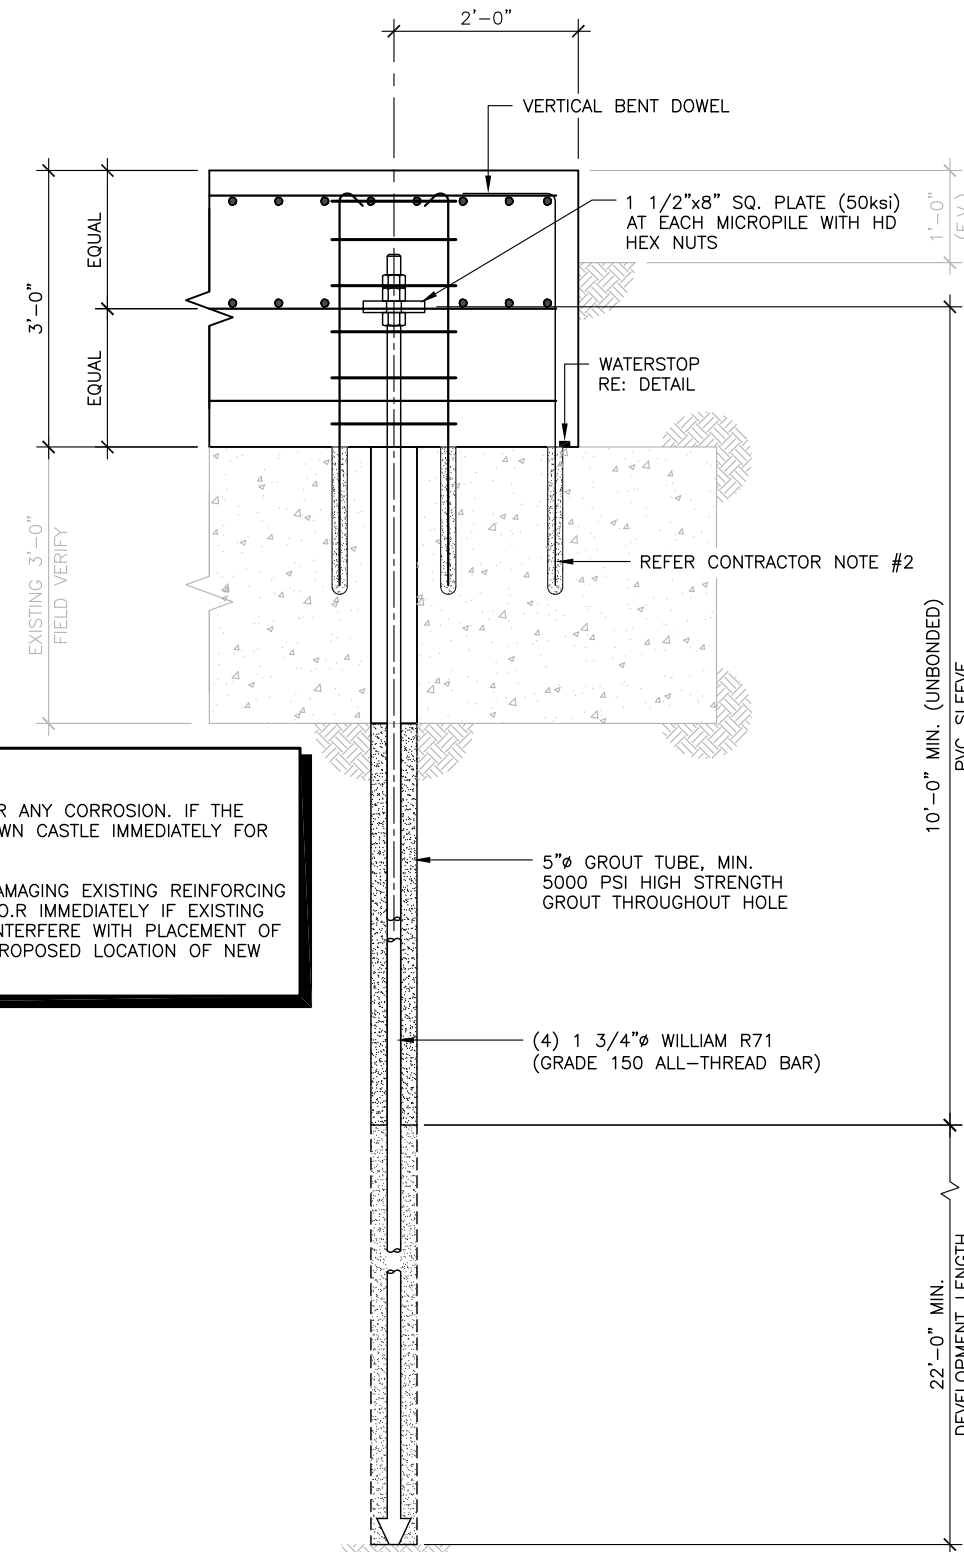 2'-0"
VERTICAL BENT DOWEL
1 1/2"x8" SQ. PLATE (50ksi)
AT EACH MICROPILE WITH HD
HEX NUTS
1'-0"
EQUAL
3'-0"
EQUAL
WATERSTOP
RE: DETAIL
REFER CONTRACTOR NOTE #2
EXISTING 3'-0"
FIELD VERIFY
10'-0" MIN. (UNBONDED)
PVC SLEEVE
R ANY CORROSION. IF THE
WN CASTLE IMMEDIATELY FOR
AMAGING EXISTING REINFORCING
O.R IMMEDIATELY IF EXISTING
NTERFERE WITH PLACEMENT OF
ROPOSED LOCATION OF NEW
5"ø GROUT TUBE, MIN.
5000 PSI HIGH STRENGTH
GROUT THROUGHOUT HOLE
(4) 1 3/4"ø WILLIAM R71
(GRADE 150 ALL-THREAD BAR)
22'-0" MIN.
DEVELOPMENT LENGTH